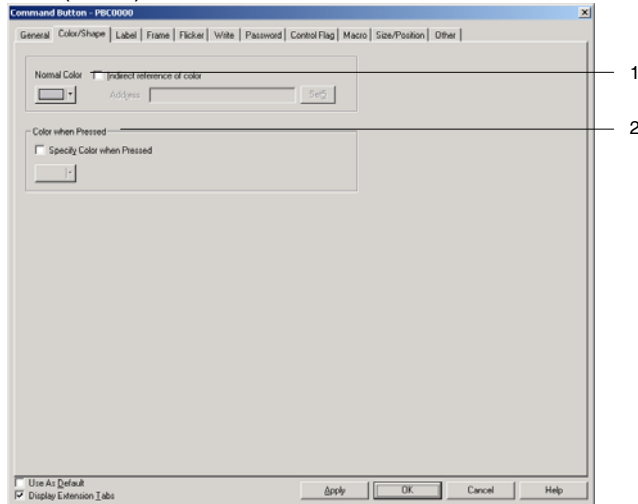 Command Button - PBC0000
General Color/Shape Label Frame Flicker Write Password Control Flag Macro Size/Position Other
Normal Color Indirect reference of color
Address Set
Color when Pressed
Specify Color when Pressed
1
2
Use As Default
Display Extension Tabs
Apply OK Cancel Help